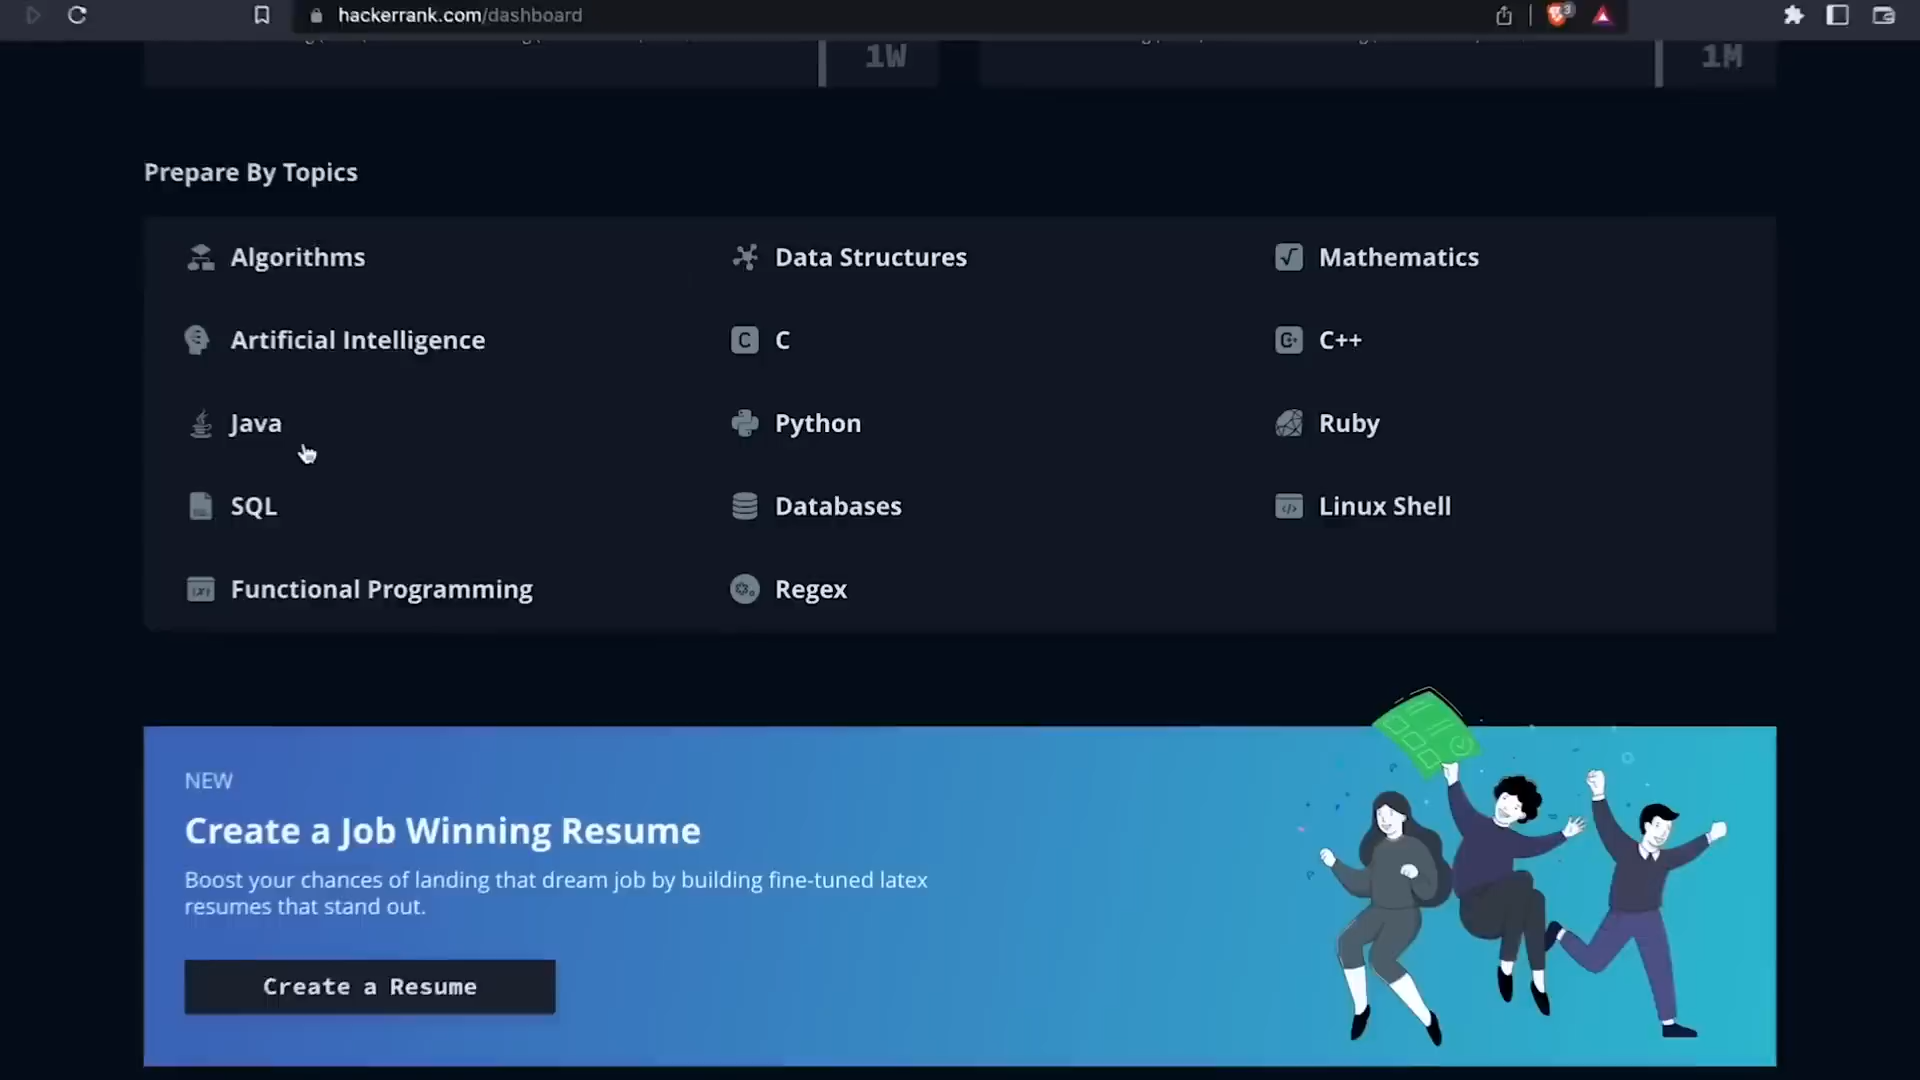 hackerrank.com/dashboard
3
1W
1M
Prepare By Topics
Algorithms
Data Structures
Mathematics
Artificial Intelligence
C
C
C
C++
Java
Python
Ruby
SQL
Databases
Linux Shell
Functional Programming
Regex
NEW
Create a Job Winning Resume
Boost your chances of landing that dream job by building fine-tuned latex
resumes that stand out.
Create a Resume